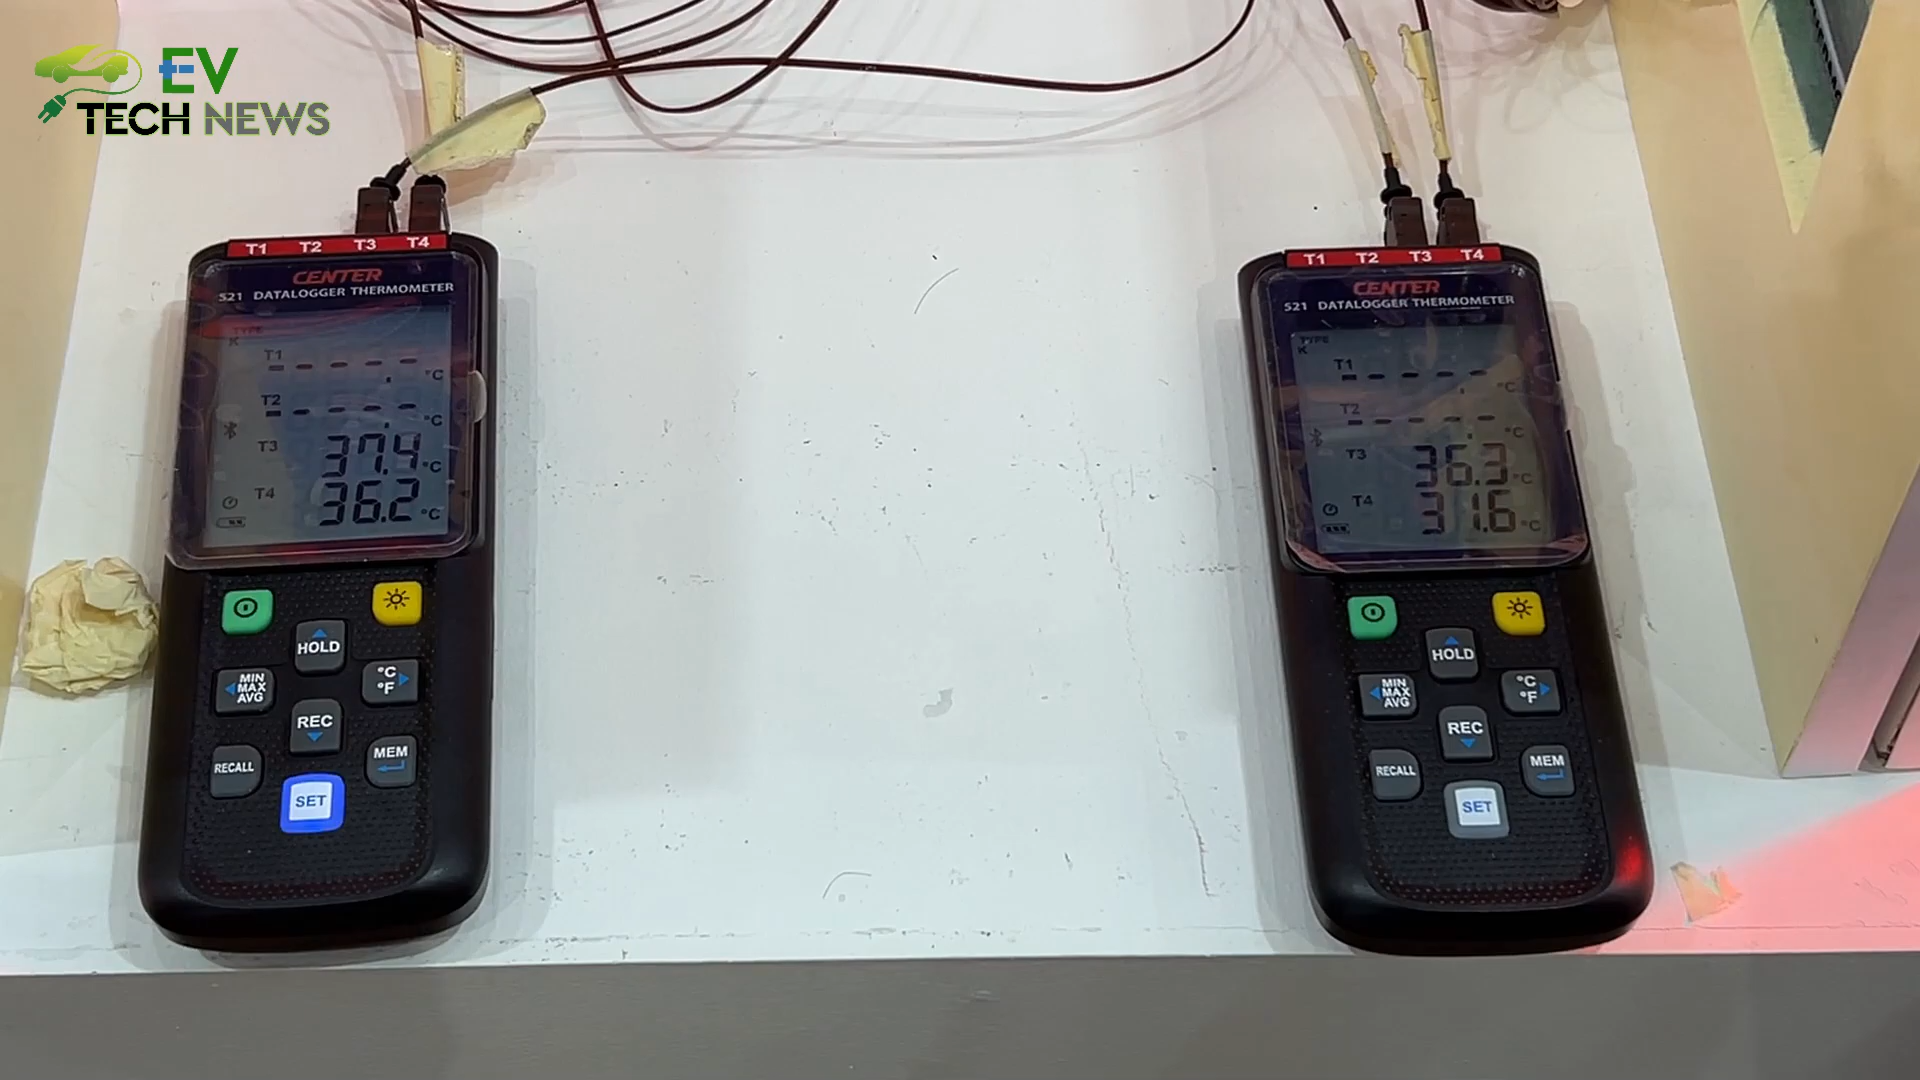 EV
TECH NEWS
T1 T2 T3 T4
CENTER
521 DATALOGGER THERMOMETER
TYPE
K
T1 - - - - - °C
T2 - - - - - °C
T3 37.4 °C
T4 36.2 °C
HOLD
MIN
MAX
AVG
°C
°F
REC
RECALL
MEM
SET
T1 T2 T3 T4
CENTER
521 DATALOGGER THERMOMETER
TYPE
K
T1 - - - - - °C
T2 - - - - - °C
T3 36.3 °C
T4 31.6 °C
HOLD
MIN
MAX
AVG
°C
°F
REC
RECALL
MEM
SET